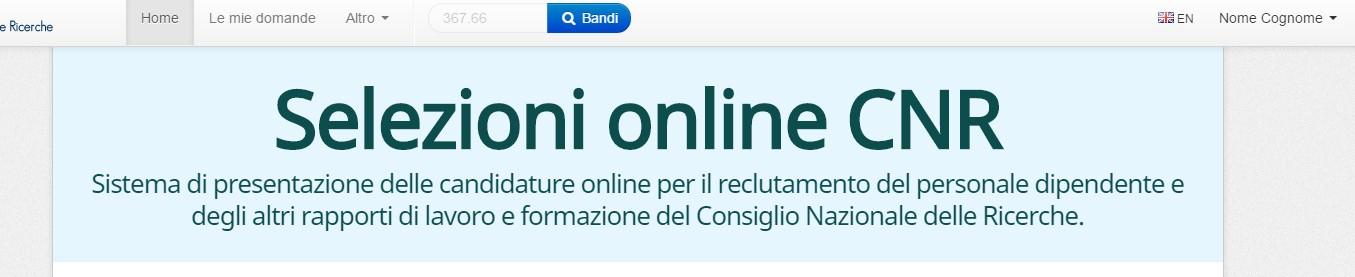 e Ricerche
Home Le mie domande Altro 367.66 Bandi EN Nome Cognome
Selezioni online CNR
Sistema di presentazione delle candidature online per il reclutamento del personale dipendente e
degli altri rapporti di lavoro e formazione del Consiglio Nazionale delle Ricerche.